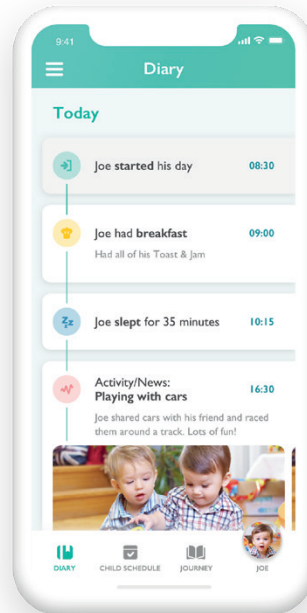 9:41
Diary
Today
Joe started his day 08:30
Joe had breakfast 09:00
Had all of his Toast & Jam
Joe slept for 35 minutes 10:15
Activity/News:
Playing with cars 16:30
Joe shared cars with his friend and raced
them around a track. Lots of fun!
DIARY CHILD SCHEDULE JOURNEY JOE